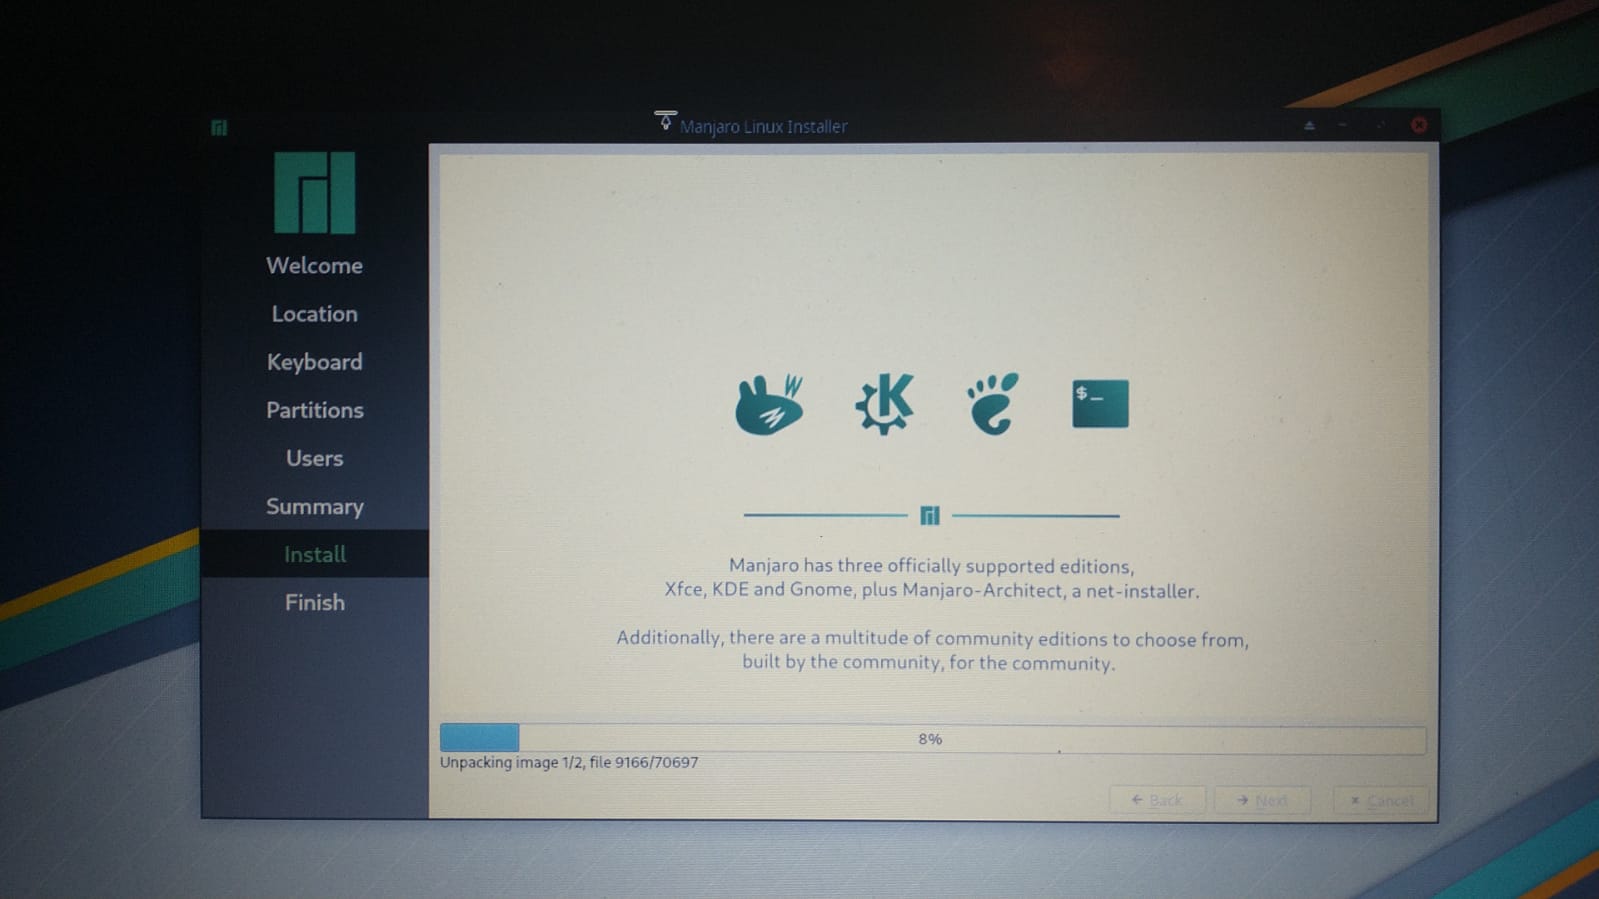 Manjaro Linux Installer
Welcome
Location
Keyboard
Partitions
Users
Summary
Install
Finish
$_
Manjaro has three officially supported editions,
Xfce, KDE and Gnome, plus Manjaro-Architect, a net-installer.
Additionally, there are a multitude of community editions to choose from,
built by the community, for the community.
8%
Unpacking image 1/2, file 9166/70697
Back
Next
Cancel